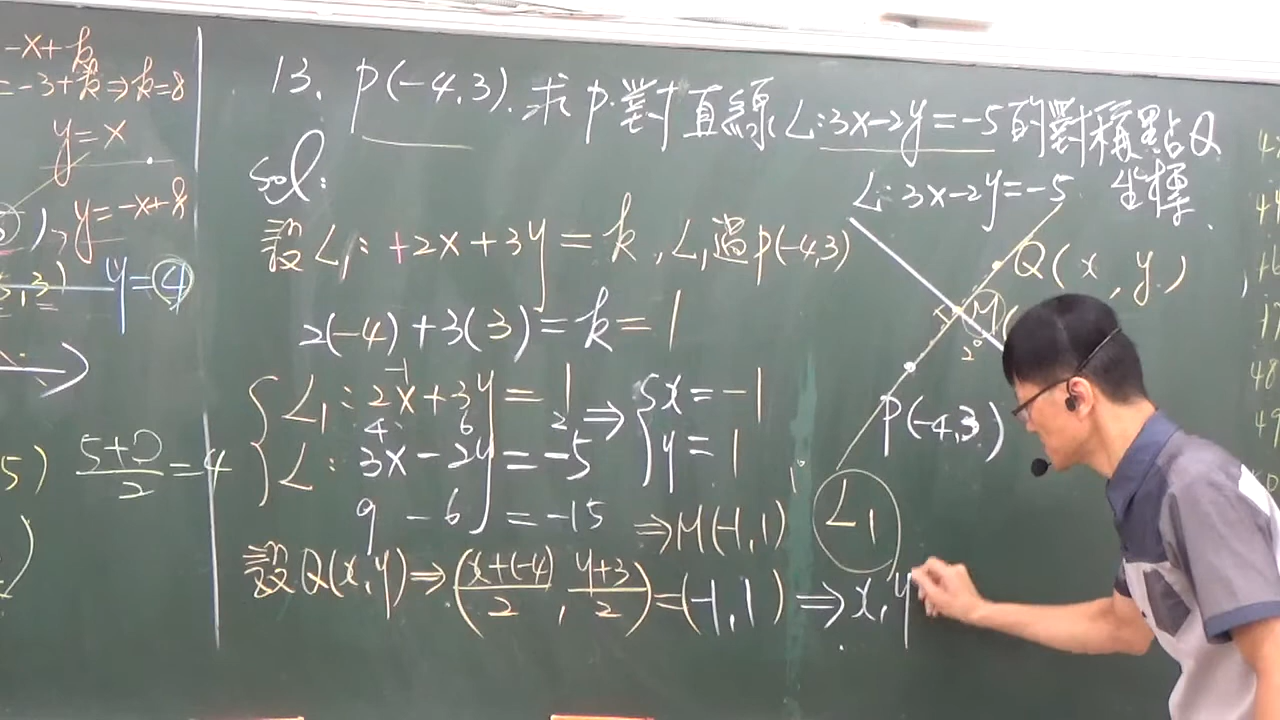 -x+k
=-3+k⇒k=8
y=x
y=-x+k
y=4
5) 5+0/2=4
13. P(-4,3). 求P對直線L:3x-2y=-5的對稱點Q
坐標.
sol:
設L₁: +2x+3y=k, L₁過P(-4,3)
2(-4)+3(3)=k=1
{L₁: 2x+3y=1 ⇒ {x=-1
{L: 3x-2y=-5 {y=1
9 -6y=-15 ⇒M(-1,1)
設Q(x,y)⇒(x+(-4)/2, y+3/2)=(-1,1)⇒x,y
L:3x-2y=-5
Q(x,y)
M(
2°
P(-4,3)
1°
L₁
48